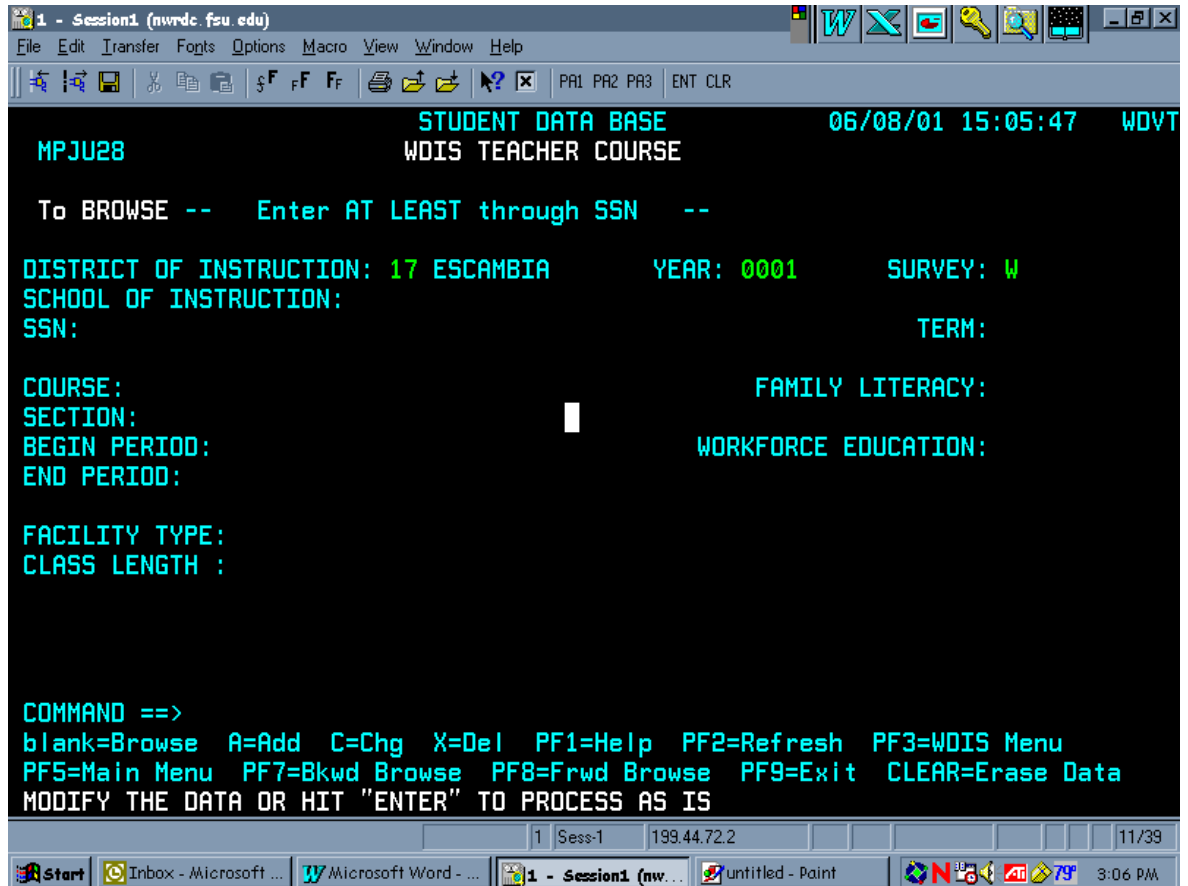 1 - Session1 (nwrdc.fsu.edu)
File Edit Transfer Fonts Options Macro View Window Help
PA1 PA2 PA3 ENT CLR
STUDENT DATA BASE 06/08/01 15:05:47 WDVT
MPJU28 WDIS TEACHER COURSE
To BROWSE -- Enter AT LEAST through SSN --
DISTRICT OF INSTRUCTION: 17 ESCAMBIA YEAR: 0001 SURVEY: W
SCHOOL OF INSTRUCTION:
SSN: TERM:
COURSE: FAMILY LITERACY:
SECTION:
BEGIN PERIOD: WORKFORCE EDUCATION:
END PERIOD:
FACILITY TYPE:
CLASS LENGTH :
COMMAND ==>
blank=Browse A=Add C=Chg X=Del PF1=Help PF2=Refresh PF3=WDIS Menu
PF5=Main Menu PF7=Bkwd Browse PF8=Frwd Browse PF9=Exit CLEAR=Erase Data
MODIFY THE DATA OR HIT "ENTER" TO PROCESS AS IS
1 Sess-1 199.44.72.2 11/39
Start Inbox - Microsoft ... Microsoft Word - ... 1 - Session1 (nw... untitled - Paint 79° 3:06 PM